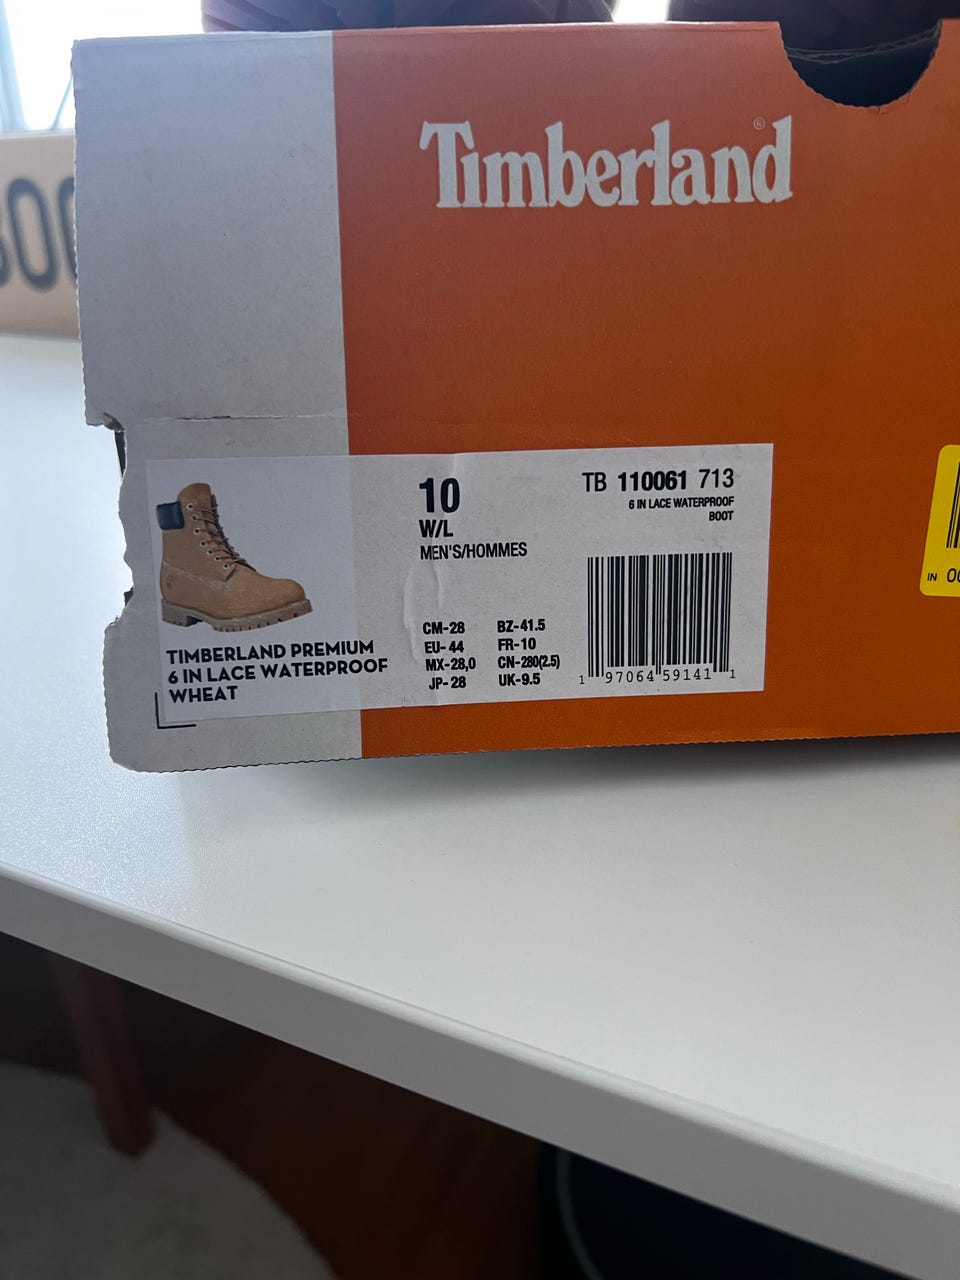 Timberland®
10
W/L
MEN'S/HOMMES
TB 110061 713
6 IN LACE WATERPROOF
BOOT
CM-28 BZ-41.5
EU-44 FR-10
MX-28,0 CN-280(2.5)
JP-28 UK-9.5
1 97064 59141 1
TIMBERLAND PREMIUM
6 IN LACE WATERPROOF
WHEAT
IN